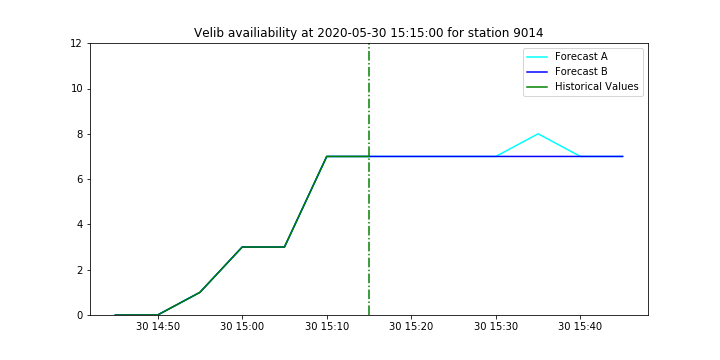 Velib availiability at 2020-05-30 15:15:00 for station 9014
12
10
8
6
4
2
0
Forecast A
Forecast B
Historical Values
30 14:50 30 15:00 30 15:10 30 15:20 30 15:30 30 15:40